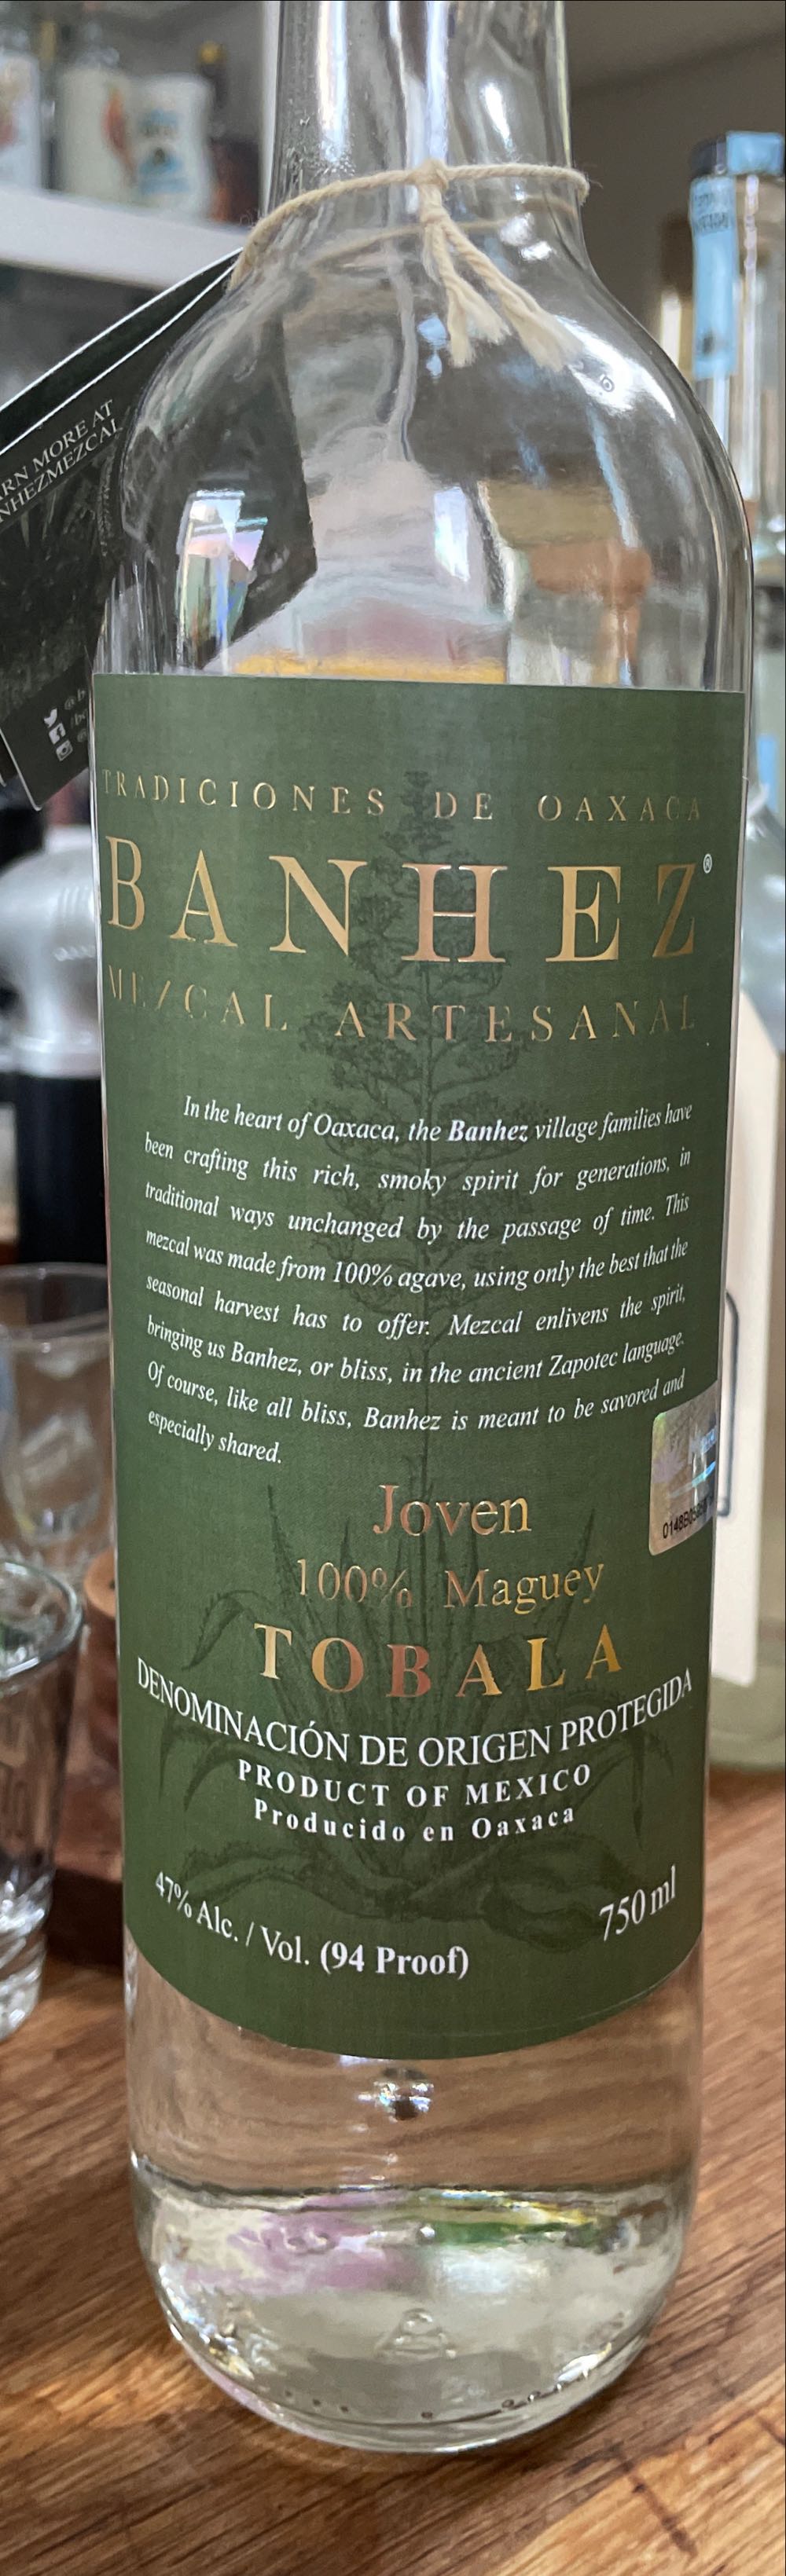 MORE AT
TRADICIONES DE OAXACA
BANHEZ®
MEZCAL ARTESANAL
In the heart of Oaxaca, the Banhez village families have
been crafting this rich, smoky spirit for generations, in
traditional ways unchanged by the passage of time. This
mezcal was made from 100% agave, using only the best that the
seasonal harvest has to offer. Mezcal enlivens the spirit,
bringing us Banhez, or bliss, in the ancient Zapotec language.
Of course, like all bliss, Banhez is meant to be savored and
especially shared.
Joven
100% Maguey
TOBALA
DENOMINACIÓN DE ORIGEN PROTEGIDA
PRODUCT OF MEXICO
Producido en Oaxaca
47% Alc. / Vol. (94 Proof)
750 ml